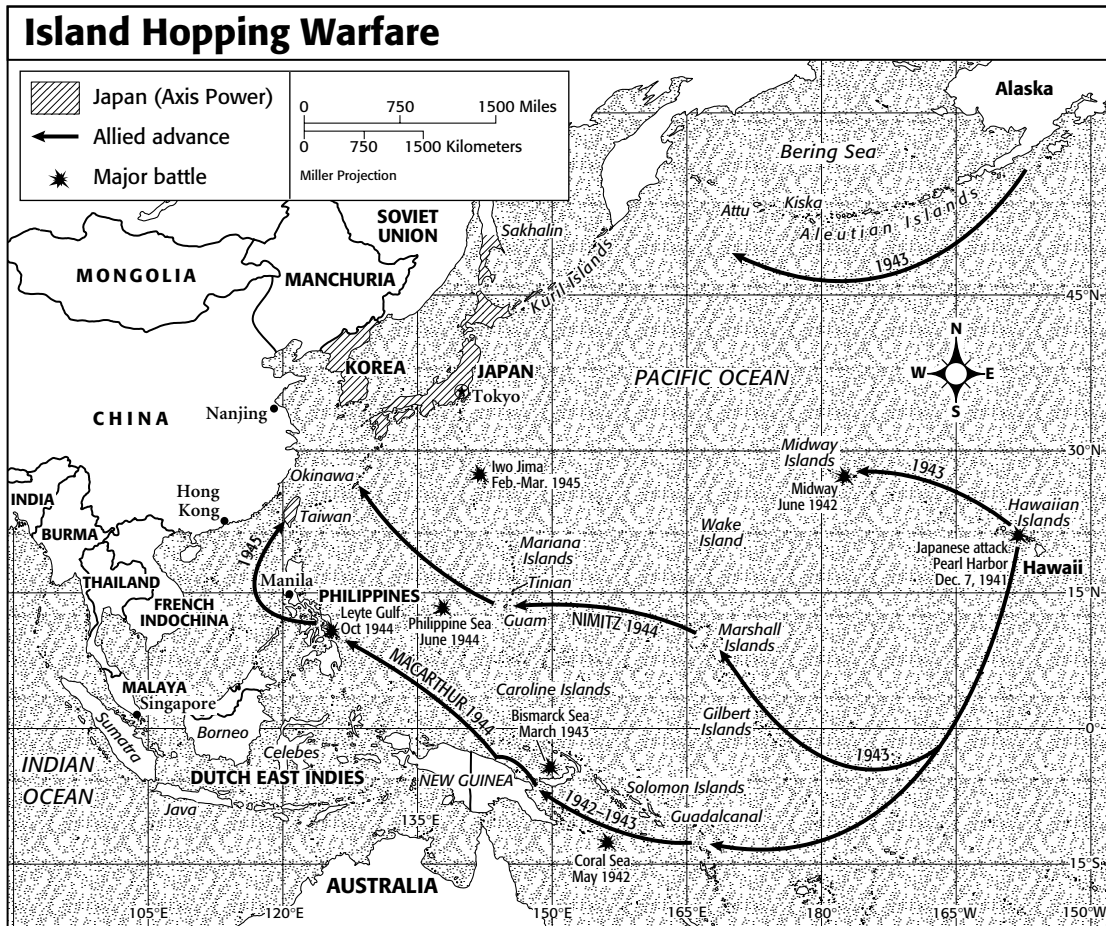 Island Hopping Warfare
Japan (Axis Power)
Allied advance
Major battle
0 750 1500 Miles
0 750 1500 Kilometers
Miller Projection
Alaska
Bering Sea
Attu
Kiska
Aleutian Islands
1943
SOVIET
UNION
Sakhalin
Kuril Islands
MONGOLIA
MANCHURIA
45°N
N
W E
S
KOREA
JAPAN
Tokyo
PACIFIC OCEAN
CHINA
Nanjing
30°N
Midway
Islands
1943
Midway
June 1942
Iwo Jima
Feb.-Mar. 1945
Okinawa
Hong
Kong
Taiwan
INDIA
BURMA
Hawaiian
Islands
Japanese attack
Pearl Harbor
Dec. 7, 1941
Hawaii
Wake
Island
Mariana
Islands
Tinian
Guam
1945
Manila
PHILIPPINES
Leyte Gulf
Oct 1944
Philippine Sea
June 1944
THAILAND
FRENCH
INDOCHINA
15°N
NIMITZ 1944
Marshall
Islands
MACARTHUR 1944
Caroline Islands
Bismarck Sea
March 1943
Gilbert
Islands
1943
0°
MALAYA
Singapore
Sumatra
Borneo
Celebes
INDIAN
OCEAN
DUTCH EAST INDIES
Java
NEW GUINEA
Solomon Islands
Guadalcanal
1942–1943
135°E
Coral Sea
May 1942
15°S
AUSTRALIA
105°E
120°E
150°E
165°E
180°W
165°W
150°W